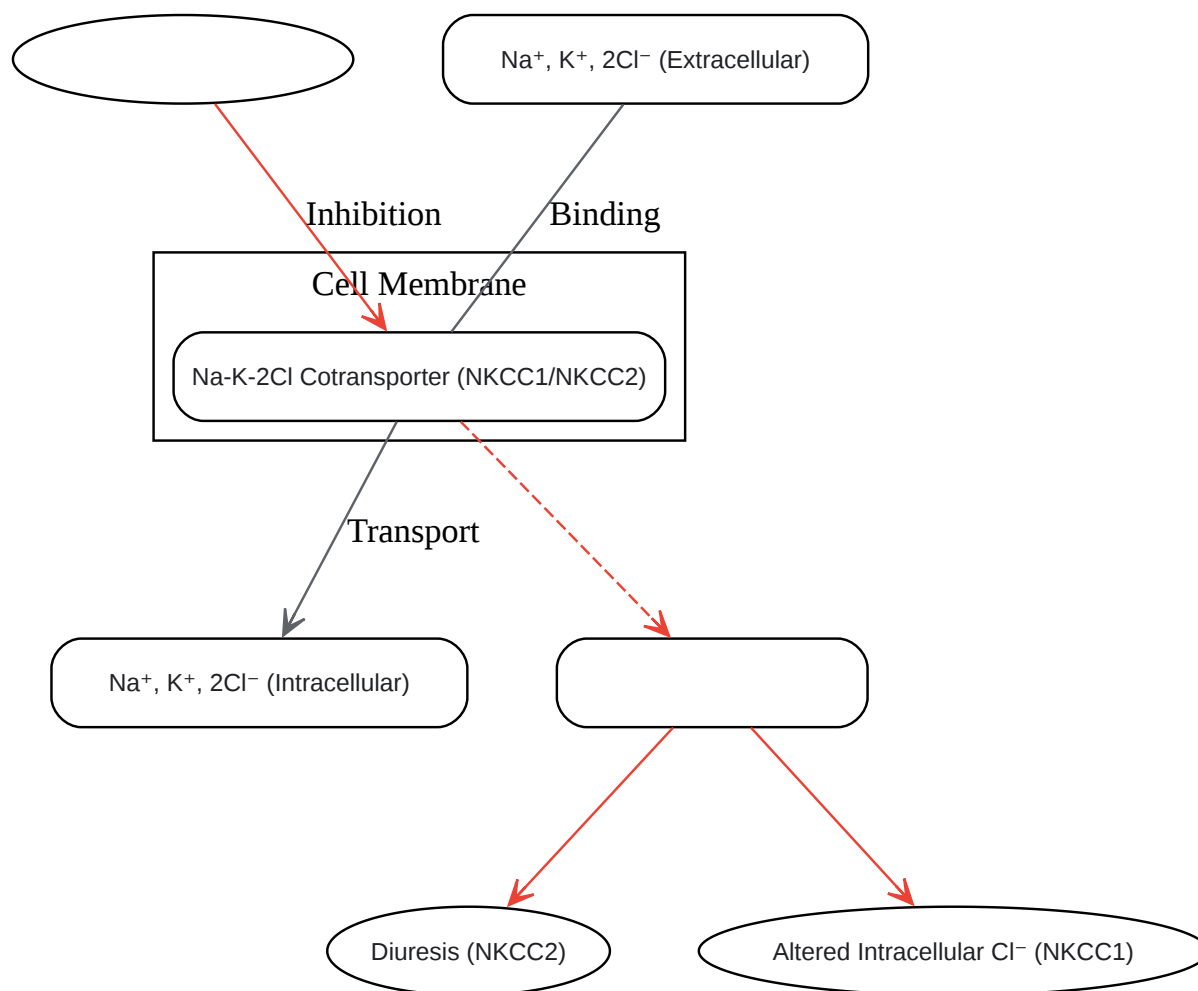 Na⁺, K⁺, 2Cl⁻ (Extracellular)
Inhibition
Binding
Cell Membrane
Na-K-2Cl Cotransporter (NKCC1/NKCC2)
Transport
Na⁺, K⁺, 2Cl⁻ (Intracellular)
Diuresis (NKCC2)
Altered Intracellular Cl⁻ (NKCC1)